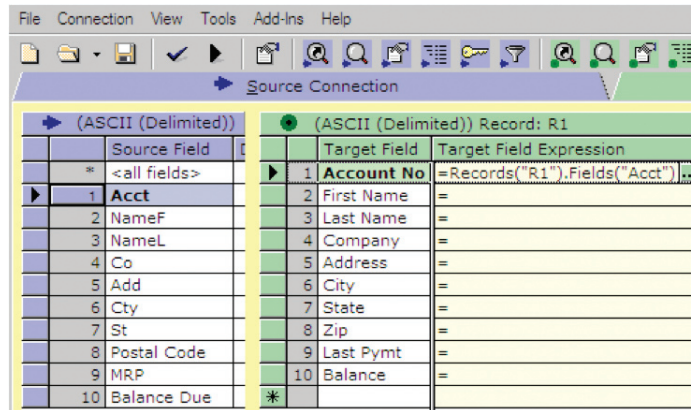 File Connection View Tools Add-Ins Help
Source Connection
(ASCII (Delimited))
Source Field D
* <all fields>
1 Acct
2 NameF
3 NameL
4 Co
5 Add
6 Cty
7 St
8 Postal Code
9 MRP
10 Balance Due
(ASCII (Delimited)) Record: R1
Target Field Target Field Expression
1 Account No =Records("R1").Fields("Acct") ...
2 First Name =
3 Last Name =
4 Company =
5 Address =
6 City =
7 State =
8 Zip =
9 Last Pymt =
10 Balance =
*